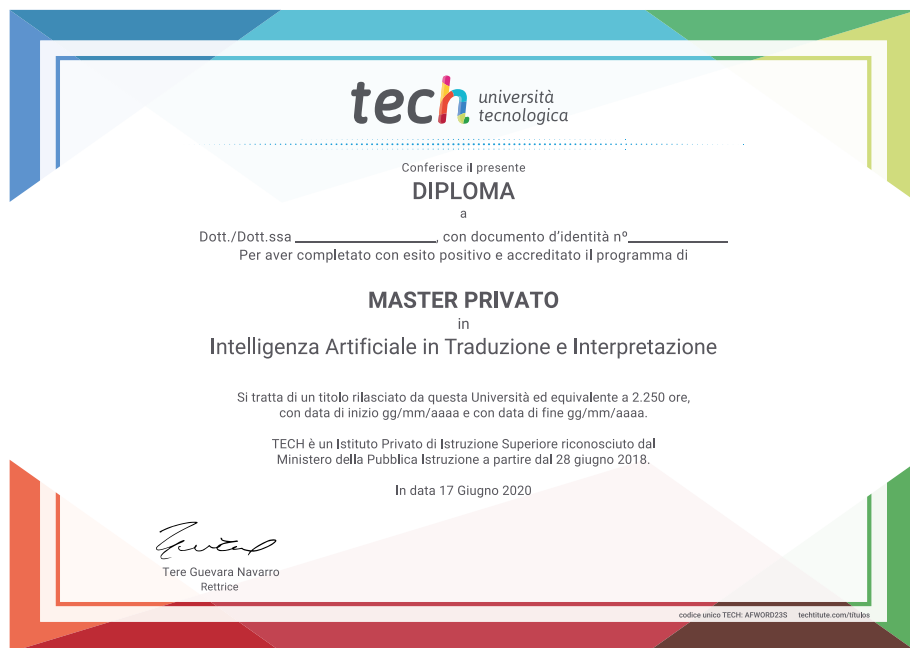 tech università
tecnologica
Conferisce il presente
DIPLOMA
a
Dott./Dott.ssa ________________, con documento d'identità nº____________
Per aver completato con esito positivo e accreditato il programma di
MASTER PRIVATO
in
Intelligenza Artificiale in Traduzione e Interpretazione
Si tratta di un titolo rilasciato da questa Università ed equivalente a 2.250 ore,
con data di inizio gg/mm/aaaa e con data di fine gg/mm/aaaa.
TECH è un Istituto Privato di Istruzione Superiore riconosciuto dal
Ministero della Pubblica Istruzione a partire dal 28 giugno 2018.
In data 17 Giugno 2020
Tere Guevara Navarro
Rettrice
codice unico TECH: AFWORD23S techtitute.com/títulos